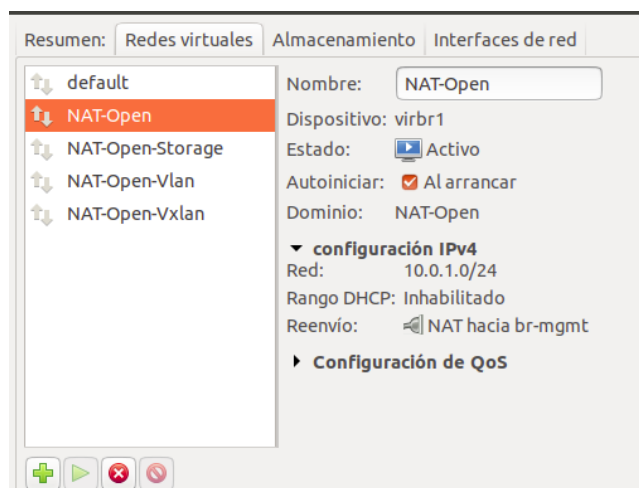 Resumen: Redes virtuales Almacenamiento Interfaces de red
default
NAT-Open
NAT-Open-Storage
NAT-Open-Vlan
NAT-Open-Vxlan
Nombre: NAT-Open
Dispositivo: virbr1
Estado: Activo
Autoiniciar: Al arrancar
Dominio: NAT-Open
configuración IPv4
Red: 10.0.1.0/24
Rango DHCP: Inhabilitado
Reenvío: NAT hacia br-mgmt
Configuración de QoS